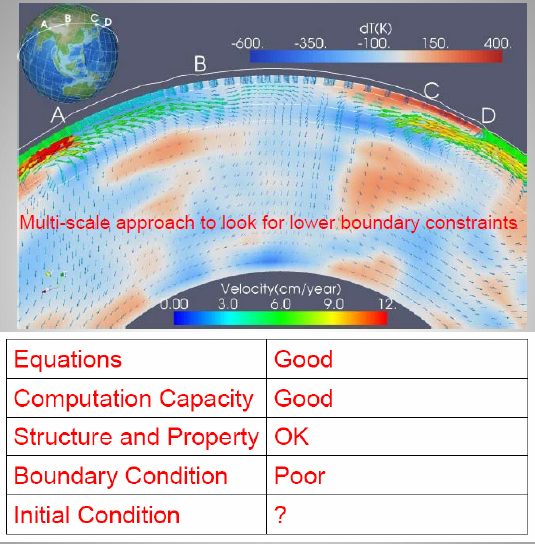 A B C D
dT(K)
-600. -350. -100. 150. 400.
B
C
A
D
Multi-scale approach to look for lower boundary constraints
Velocity(cm/year)
0.00 3.0 6.0 9.0 12.
Equations Good
Computation Capacity Good
Structure and Property OK
Boundary Condition Poor
Initial Condition ?